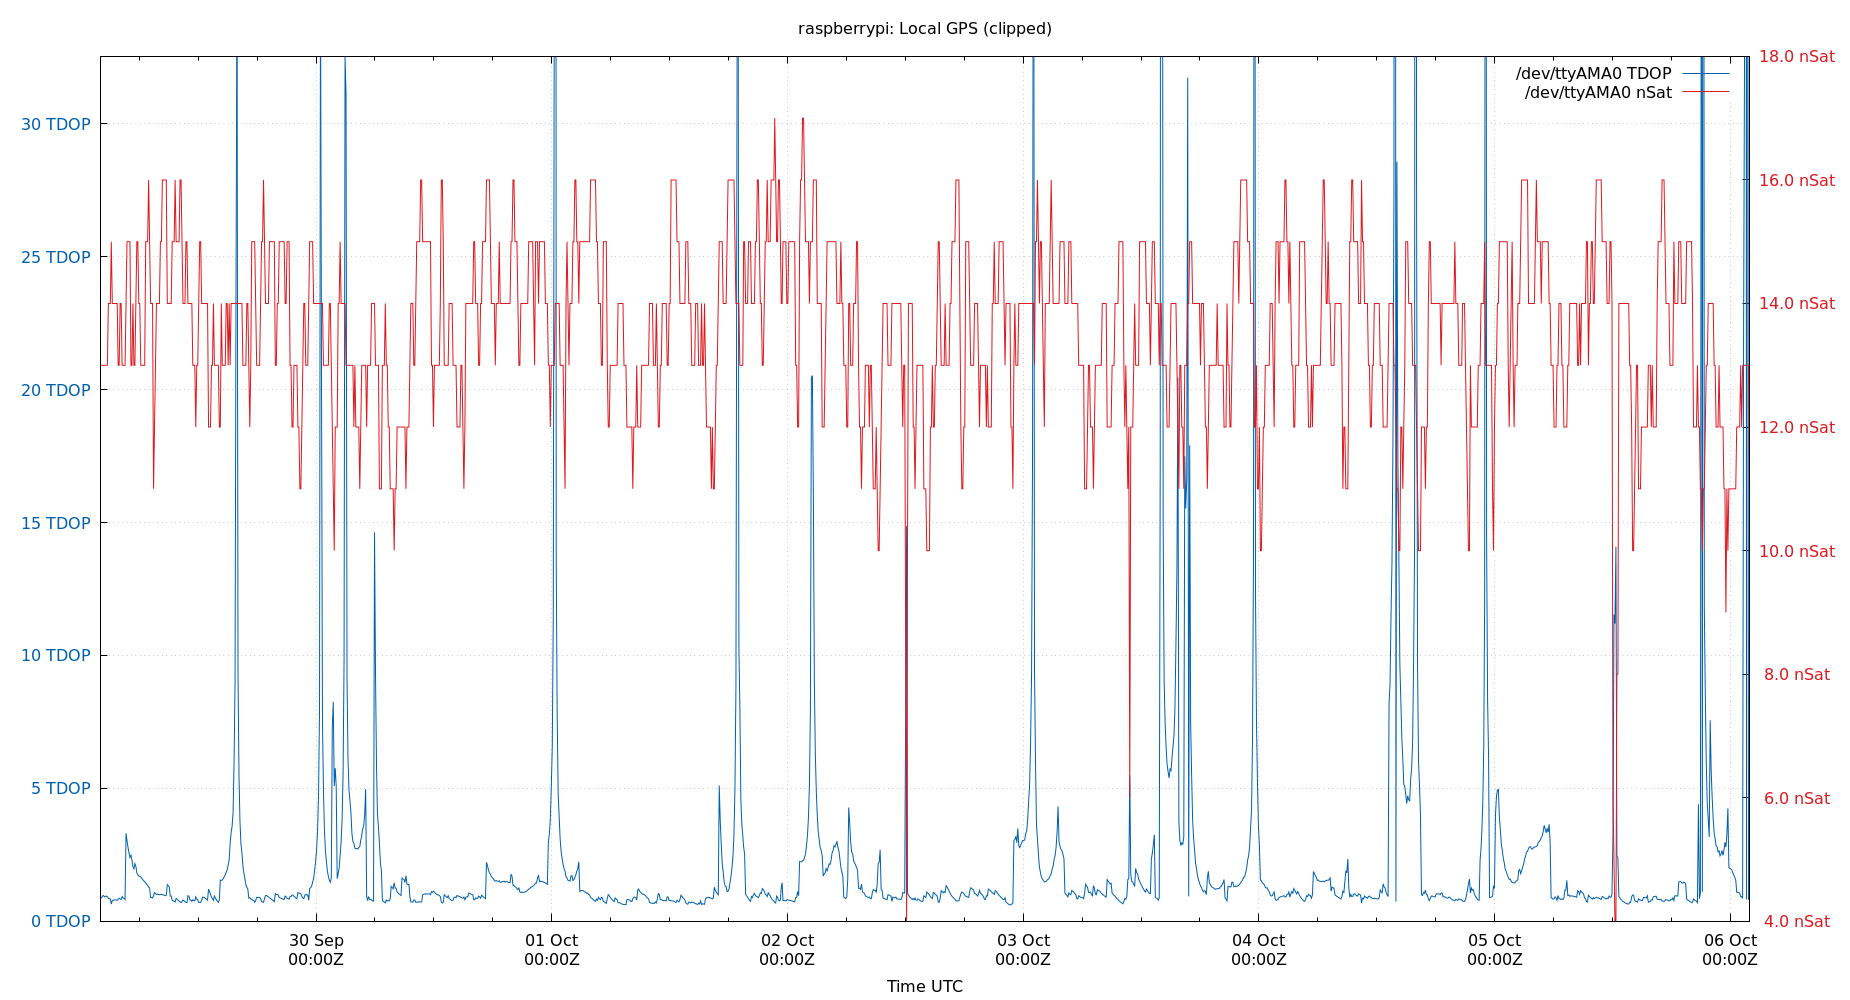 raspberrypi: Local GPS (clipped)
/dev/ttyAMA0 TDOP
/dev/ttyAMA0 nSat
30 TDOP
25 TDOP
20 TDOP
15 TDOP
10 TDOP
5 TDOP
0 TDOP
18.0 nSat
16.0 nSat
14.0 nSat
12.0 nSat
10.0 nSat
8.0 nSat
6.0 nSat
4.0 nSat
30 Sep
00:00Z
01 Oct
00:00Z
02 Oct
00:00Z
03 Oct
00:00Z
04 Oct
00:00Z
05 Oct
00:00Z
06 Oct
00:00Z
Time UTC